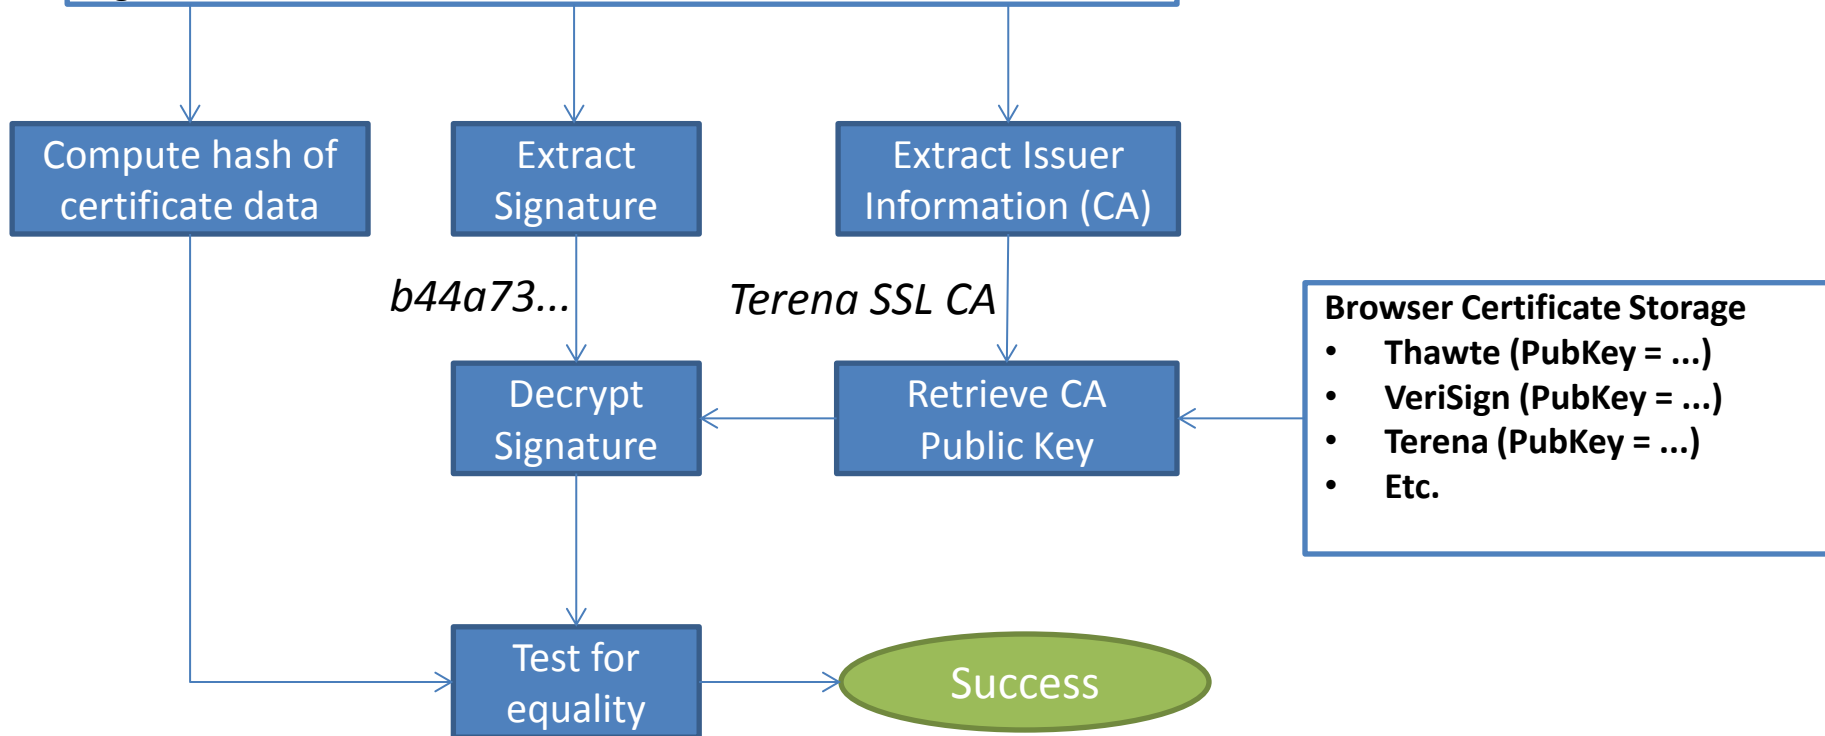 Compute hash of
certificate data
Extract
Signature
Extract Issuer
Information (CA)
b44a73...
Terena SSL CA
Decrypt
Signature
Retrieve CA
Public Key
Browser Certificate Storage
• Thawte (PubKey = ...)
• VeriSign (PubKey = ...)
• Terena (PubKey = ...)
• Etc.
Test for
equality
Success